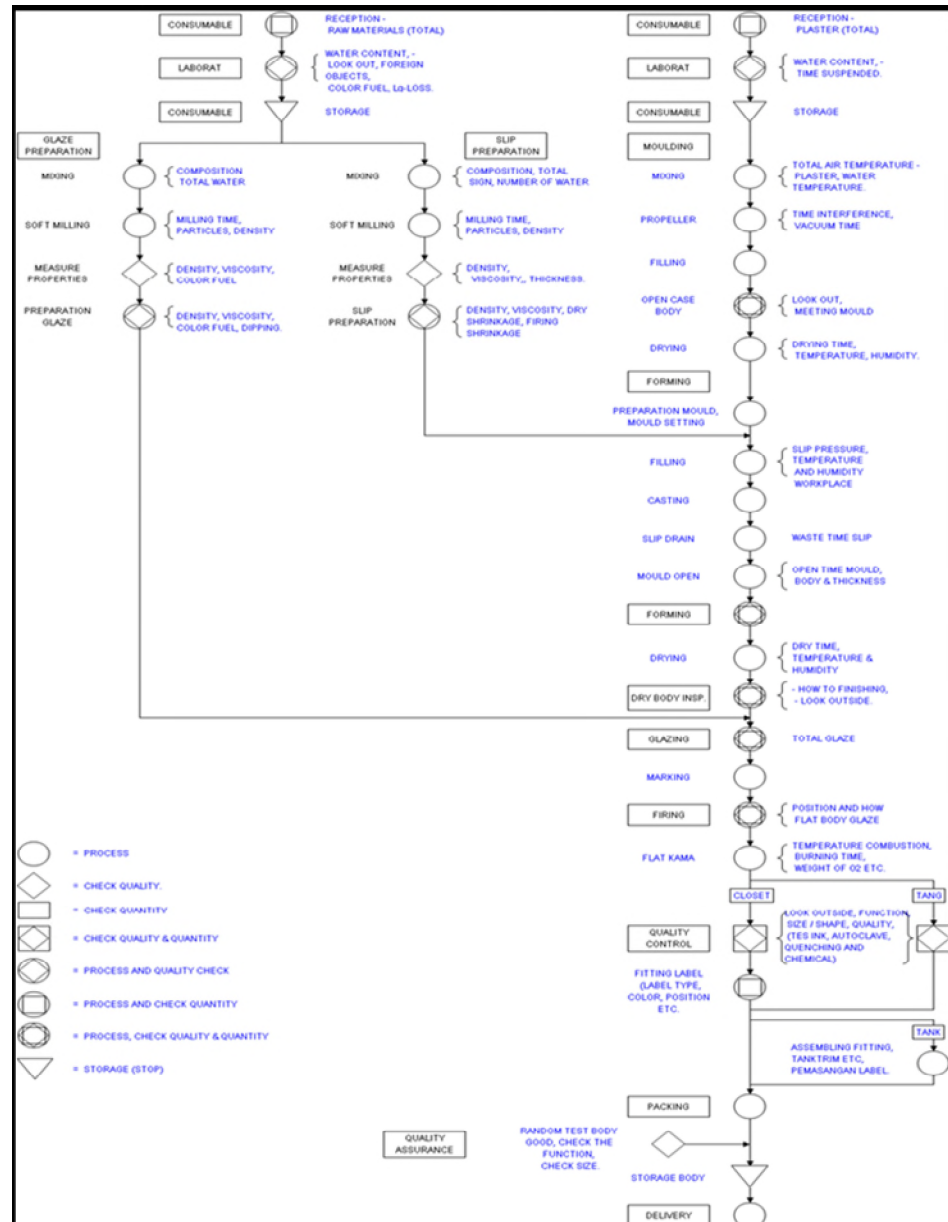 CONSUMABLE
RECEPTION -
RAW MATERIALS (TOTAL)
LABORAT
WATER CONTENT, -
LOOK OUT, FOREIGN
OBJECTS,
COLOR FUEL, Lα-LOSS.
CONSUMABLE
STORAGE
CONSUMABLE
RECEPTION -
PLASTER (TOTAL)
LABORAT
WATER CONTENT, -
TIME SUSPENDED.
CONSUMABLE
STORAGE
GLAZE
PREPARATION
MIXING
COMPOSITION
TOTAL WATER
SOFT MILLING
MILLING TIME,
PARTICLES, DENSITY
MEASURE
PROPERTIES
DENSITY, VISCOSITY,
COLOR FUEL
PREPARATION
GLAZE
DENSITY, VISCOSITY,
COLOR FUEL, DIPPING.
SLIP
PREPARATION
MIXING
COMPOSITION, TOTAL
SIGN, NUMBER OF WATER
SOFT MILLING
MILLING TIME,
PARTICLES, DENSITY
MEASURE
PROPERTIES
DENSITY,
VISCOSITY,, THICKNESS.
SLIP
PREPARATION
DENSITY, VISCOSITY, DRY
SHRINKAGE, FIRING
SHRINKAGE
MOULDING
MIXING
TOTAL AIR TEMPERATURE -
PLASTER, WATER
TEMPERATURE.
PROPELLER
TIME INTERFERENCE,
VACUUM TIME
FILLING
OPEN CASE
BODY
LOOK OUT,
MEETING MOULD
DRYING
DRYING TIME,
TEMPERATURE, HUMIDITY.
FORMING
PREPARATION MOULD,
MOULD SETTING
FILLING
SLIP PRESSURE,
TEMPERATURE
AND HUMIDITY
WORKPLACE
CASTING
SLIP DRAIN
WASTE TIME SLIP
MOULD OPEN
OPEN TIME MOULD,
BODY & THICKNESS
FORMING
DRYING
DRY TIME,
TEMPERATURE &
HUMIDITY
DRY BODY INSP.
- HOW TO FINISHING,
- LOOK OUTSIDE.
GLAZING
TOTAL GLAZE
MARKING
FIRING
POSITION AND HOW
FLAT BODY GLAZE
FLAT KAMA
TEMPERATURE COMBUSTION,
BURNING TIME,
WEIGHT OF O2 ETC.
CLOSET
TANG
QUALITY
CONTROL
LOOK OUTSIDE, FUNCTION,
SIZE / SHAPE, QUALITY,
(TES INK, AUTOCLAVE,
QUENCHING AND
CHEMICAL)
FITTING LABEL
(LABEL TYPE,
COLOR, POSITION
ETC.
TANK
ASSEMBLING FITTING,
TANKTRIM ETC,
PEMASANGAN LABEL.
PACKING
QUALITY
ASSURANCE
RANDOM TEST BODY
GOOD, CHECK THE
FUNCTION,
CHECK SIZE.
STORAGE BODY
DELIVERY
= PROCESS
= CHECK QUALITY.
= CHECK QUANTITY
= CHECK QUALITY & QUANTITY
= PROCESS AND QUALITY CHECK
= PROCESS AND CHECK QUANTITY
= PROCESS, CHECK QUALITY & QUANTITY
= STORAGE (STOP)